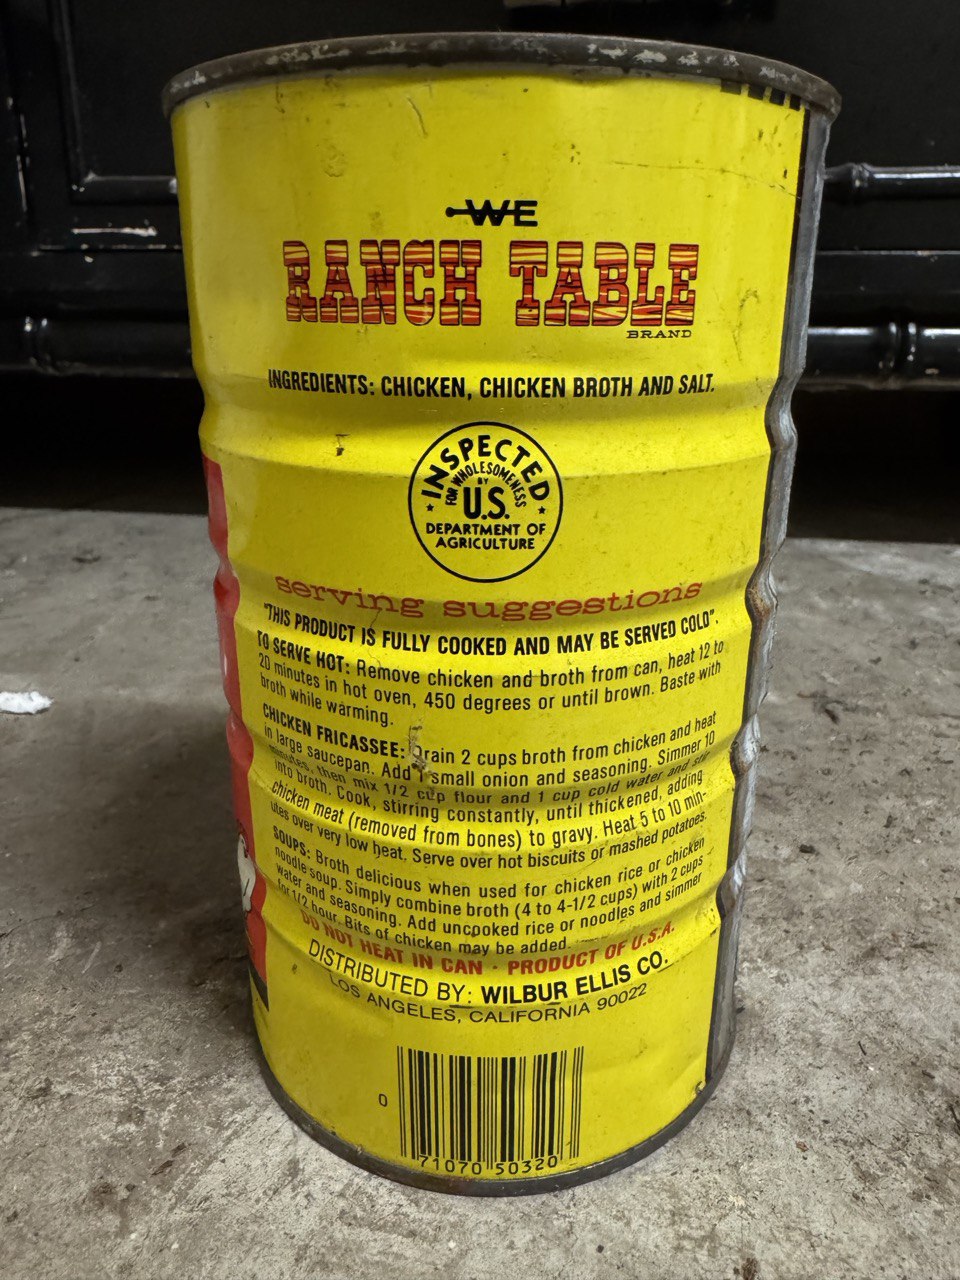 WE
RANCH TABLE
BRAND
INGREDIENTS: CHICKEN, CHICKEN BROTH AND SALT.
INSPECTED
FOR WHOLESOMENESS
BY
U.S.
DEPARTMENT OF
AGRICULTURE
serving suggestions
"THIS PRODUCT IS FULLY COOKED AND MAY BE SERVED COLD".
TO SERVE HOT: Remove chicken and broth from can, heat 12 to
20 minutes in hot oven, 450 degrees or until brown. Baste with
broth while warming.
CHICKEN FRICASSEE: Drain 2 cups broth from chicken and heat
in large saucepan. Add 1 small onion and seasoning. Simmer 10
minutes, then mix 1/2 cup flour and 1 cup cold water and stir
into broth. Cook, stirring constantly, until thickened, adding
chicken meat (removed from bones) to gravy. Heat 5 to 10 min-
utes over very low heat. Serve over hot biscuits or mashed potatoes.
SOUPS: Broth delicious when used for chicken rice or chicken
noodle soup. Simply combine broth (4 to 4-1/2 cups) with 2 cups
water and seasoning. Add uncooked rice or noodles and simmer
for 1/2 hour. Bits of chicken may be added.
DO NOT HEAT IN CAN · PRODUCT OF U.S.A.
DISTRIBUTED BY: WILBUR ELLIS CO.
LOS ANGELES, CALIFORNIA 90022
0
71070 50320